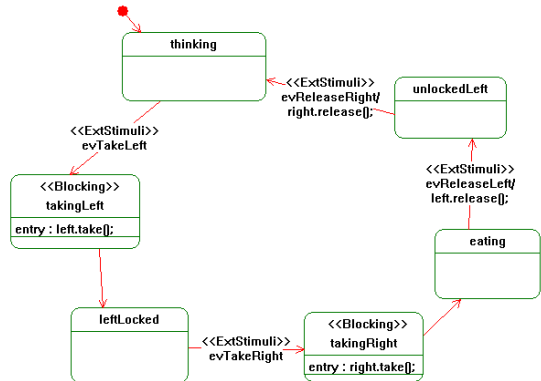 thinking
<<ExtStimuli>>
evReleaseRight/
right.release();
unlockedLeft
<<ExtStimuli>>
evTakeLeft
<<ExtStimuli>>
evReleaseLeft/
left.release();
<<Blocking>>
takingLeft
entry : left.take();
eating
leftLocked
<<ExtStimuli>>
evTakeRight
<<Blocking>>
takingRight
entry : right.take();